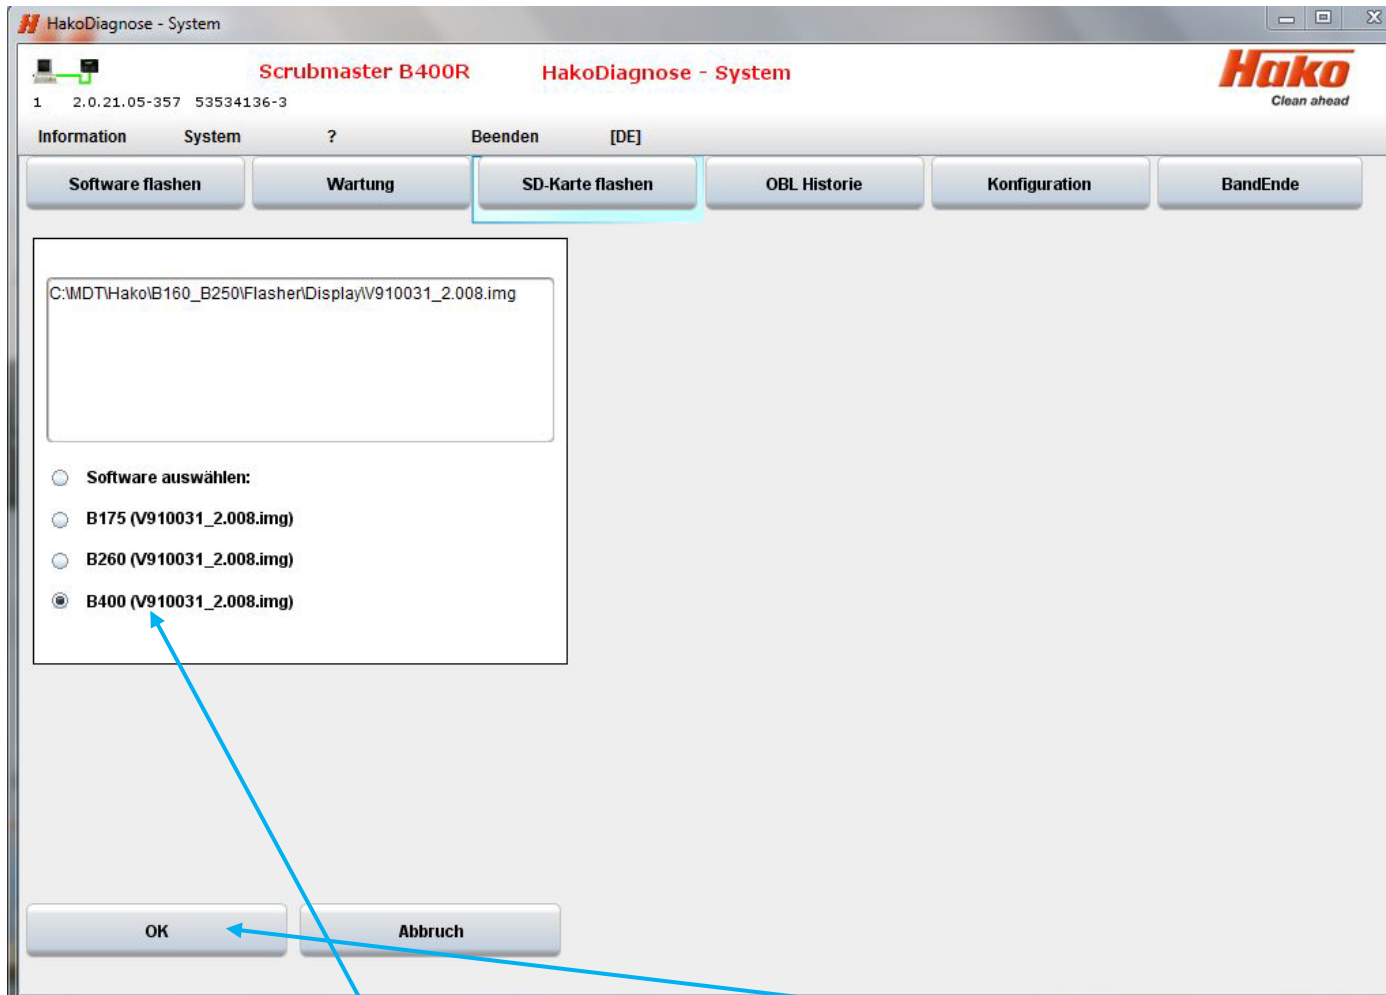 HakoDiagnose - System
Scrubmaster B400R HakoDiagnose - System
Hako
Clean ahead
1 2.0.21.05-357 53534136-3
Information System ? Beenden [DE]
Software flashen Wartung SD-Karte flashen OBL Historie Konfiguration BandEnde
C:\MDT\Hako\B160_B250\Flasher\Display\V910031_2.008.img
Software auswählen:
B175 (V910031_2.008.img)
B260 (V910031_2.008.img)
B400 (V910031_2.008.img)
OK Abbruch